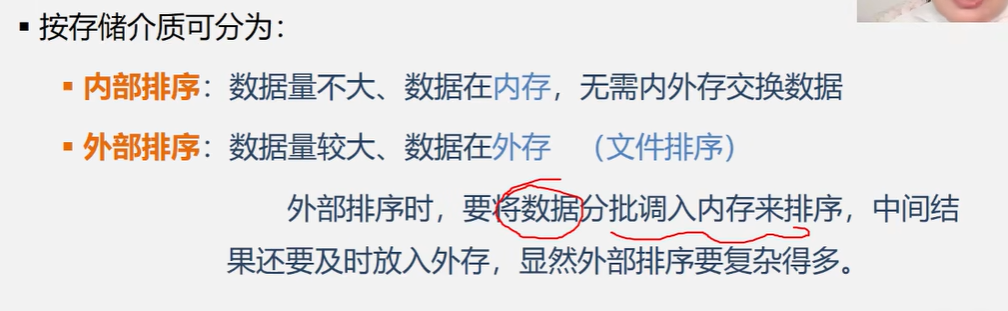 ▪ 按存储介质可分为：
▪ 内部排序：数据量不大、数据在内存，无需内外存交换数据
▪ 外部排序：数据量较大、数据在外存 （文件排序）
外部排序时，要将数据分批调入内存来排序，中间结
果还要及时放入外存，显然外部排序要复杂得多。